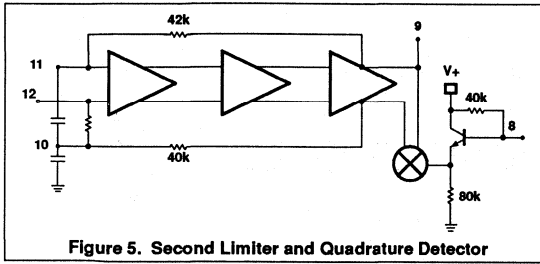 42k
9
11
V+
12
40k
8
10
40k
80k
Figure 5. Second Limiter and Quadrature Detector